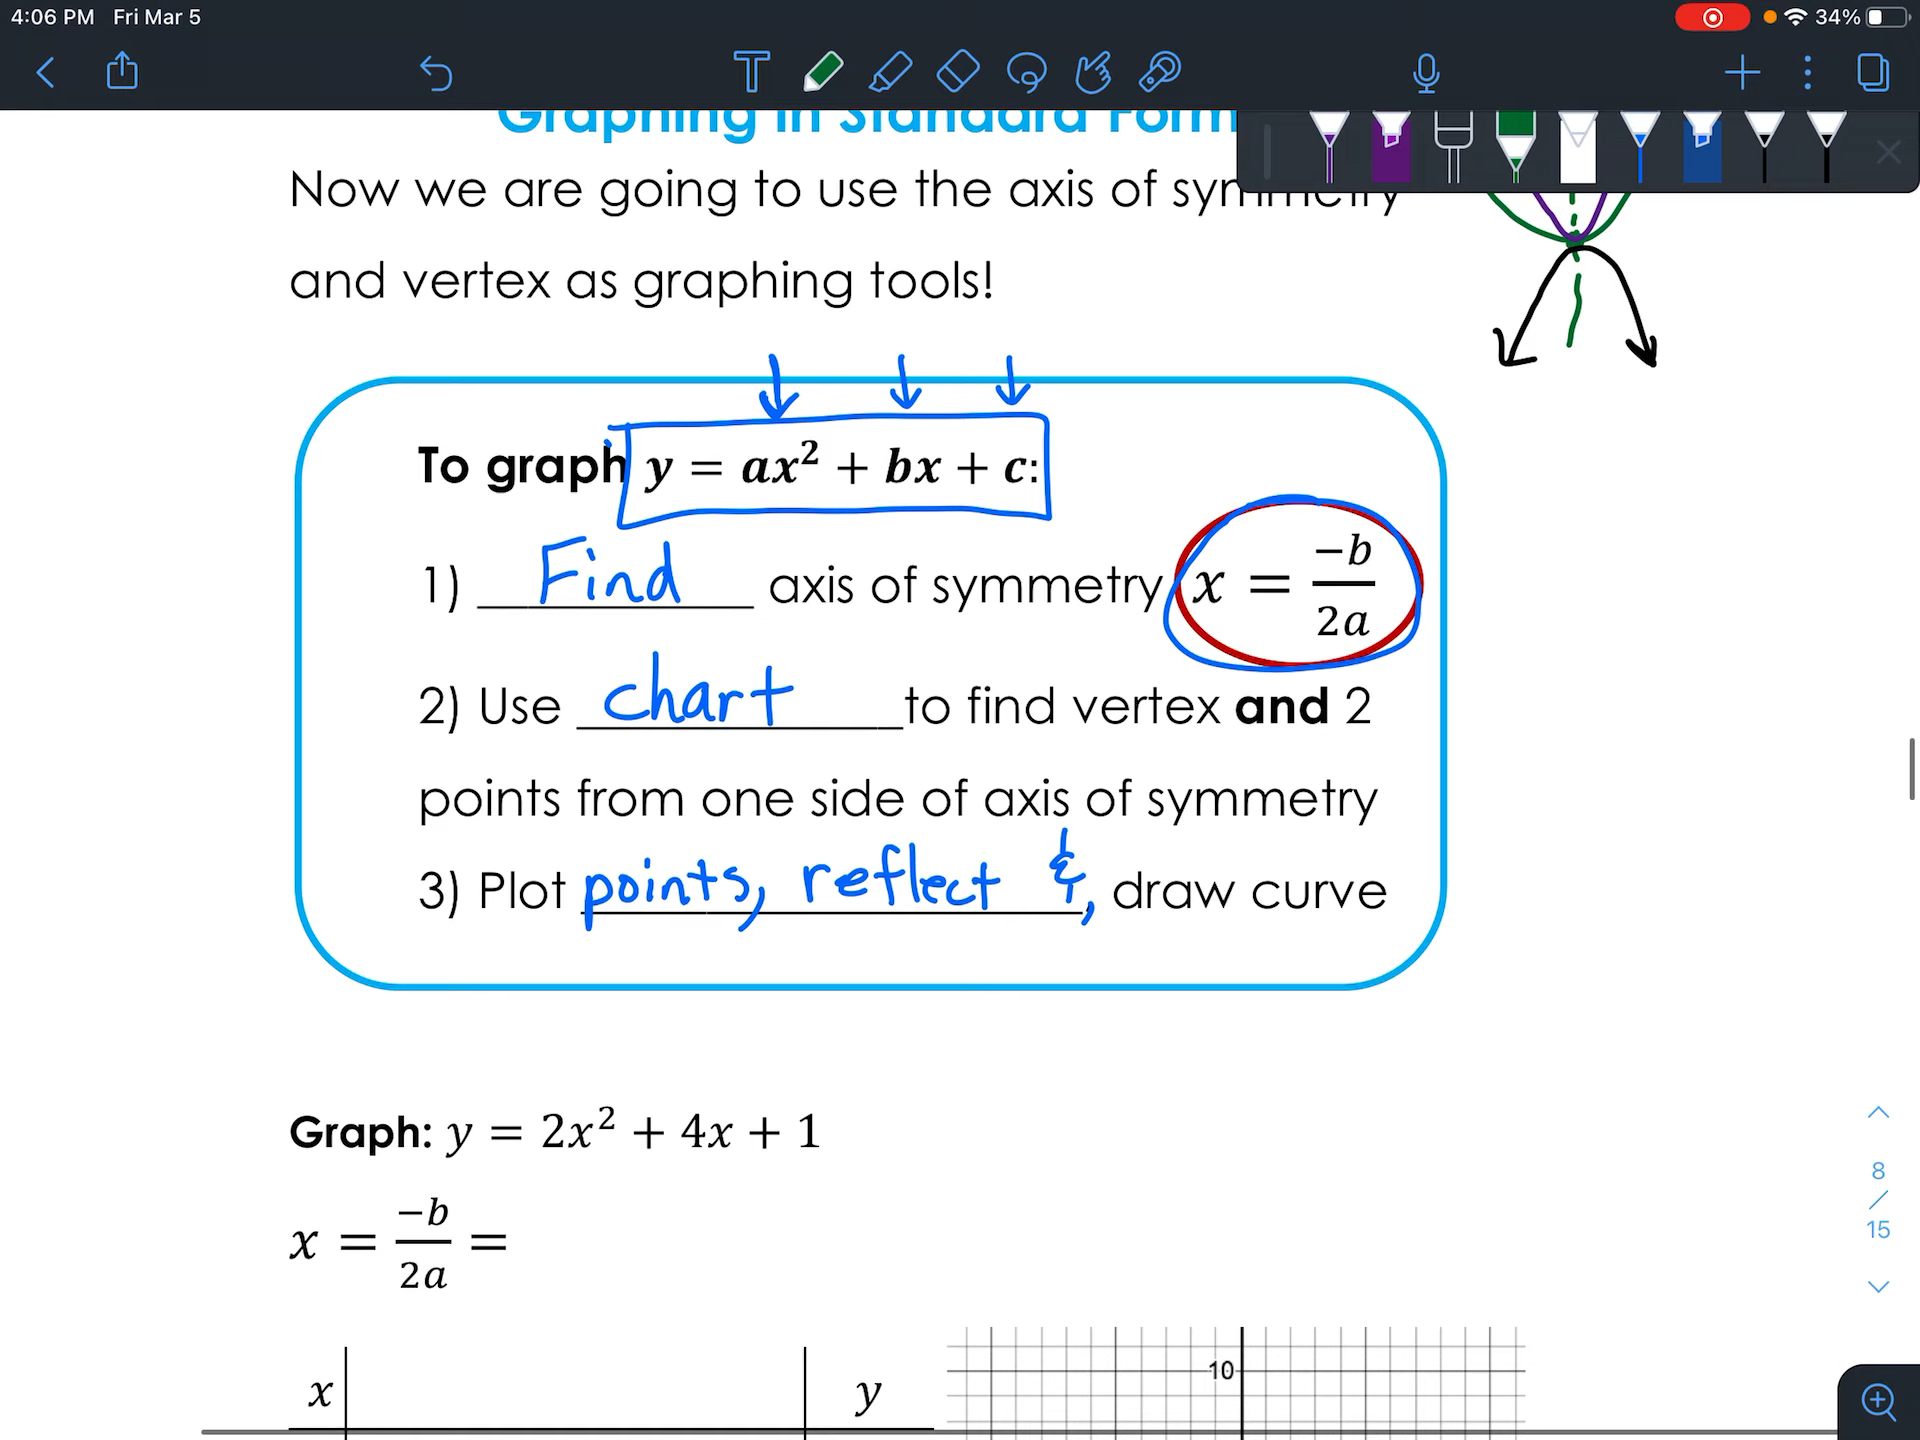 4:06 PM Fri Mar 5 34%
Graphing in Standard Form
Now we are going to use the axis of symmetry
and vertex as graphing tools!
To graph y = ax² + bx + c:
1) Find axis of symmetry x = -b/2a
2) Use chart to find vertex and 2
points from one side of axis of symmetry
3) Plot points, reflect &, draw curve
Graph: y = 2x² + 4x + 1
x = -b/2a =
8
/
15
x y
10